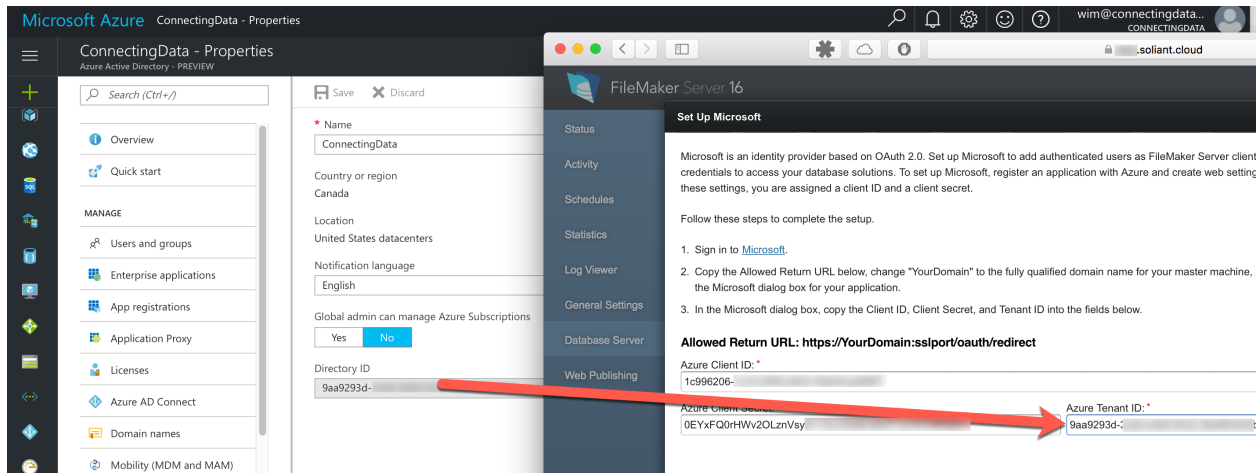 Microsoft Azure ConnectingData - Properties
wim@connectingdata...
CONNECTINGDATA
ConnectingData - Properties
Azure Active Directory - PREVIEW
Search (Ctrl+/)
Overview
Quick start
MANAGE
Users and groups
Enterprise applications
App registrations
Application Proxy
Licenses
Azure AD Connect
Domain names
Mobility (MDM and MAM)
SQL
Save Discard
* Name
ConnectingData
Country or region
Canada
Location
United States datacenters
Notification language
English
Global admin can manage Azure Subscriptions
Yes No
Directory ID
9aa9293d-
.soliant.cloud
FileMaker Server 16
Status
Activity
Schedules
Statistics
Log Viewer
General Settings
Database Server
Web Publishing
Set Up Microsoft
Microsoft is an identity provider based on OAuth 2.0. Set up Microsoft to add authenticated users as FileMaker Server client
credentials to access your database solutions. To set up Microsoft, register an application with Azure and create web setting
these settings, you are assigned a client ID and a client secret.
Follow these steps to complete the setup.
1. Sign in to Microsoft.
2. Copy the Allowed Return URL below, change "YourDomain" to the fully qualified domain name for your master machine,
the Microsoft dialog box for your application.
3. In the Microsoft dialog box, copy the Client ID, Client Secret, and Tenant ID into the fields below.
Allowed Return URL: https://YourDomain:sslport/oauth/redirect
Azure Client ID: *
1c996206-
Azure Client Secret: Azure Tenant ID: *
0EYxFQ0rHWv2OLznVsy 9aa9293d-